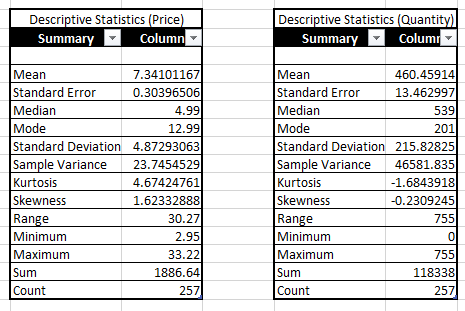 Descriptive Statistics (Price)
Summary Column
Mean 7.34101167
Standard Error 0.30396506
Median 4.99
Mode 12.99
Standard Deviation 4.87293063
Sample Variance 23.7454529
Kurtosis 4.67424761
Skewness 1.62332888
Range 30.27
Minimum 2.95
Maximum 33.22
Sum 1886.64
Count 257
Descriptive Statistics (Quantity)
Summary Column
Mean 460.45914
Standard Error 13.462997
Median 539
Mode 201
Standard Deviation 215.82825
Sample Variance 46581.835
Kurtosis -1.6843918
Skewness -0.2309245
Range 755
Minimum 0
Maximum 755
Sum 118338
Count 257